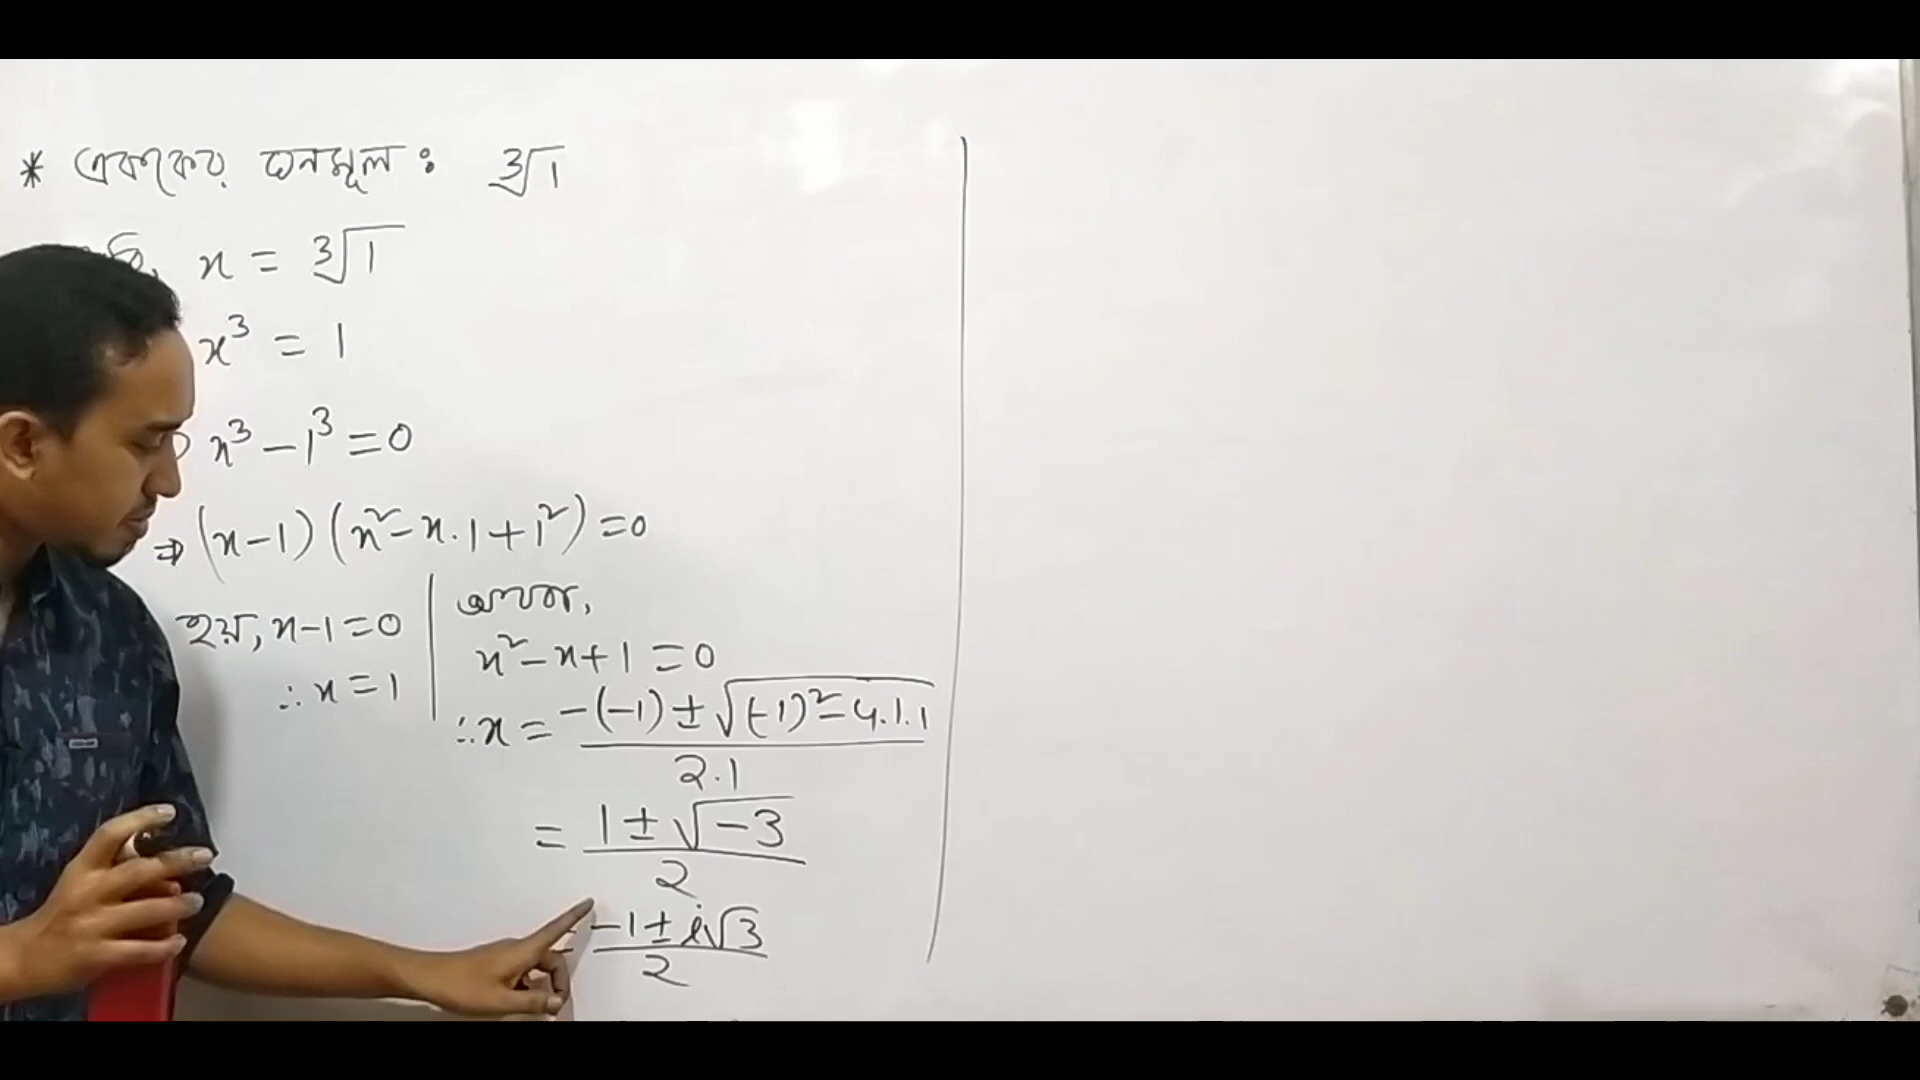 * এককের ঘনমূল : ∛1
x = ∛1
x³ = 1
x³ - 1³ = 0
⇒ (x-1) (x² - x.1 + 1²) = 0
হয়, x-1 = 0
∴ x = 1
অথবা,
x² - x + 1 = 0
∴ x = (-(-1) ± √((-1)² - 4.1.1)) / 2.1
= (1 ± √-3) / 2
= (-1 ± i√3) / 2